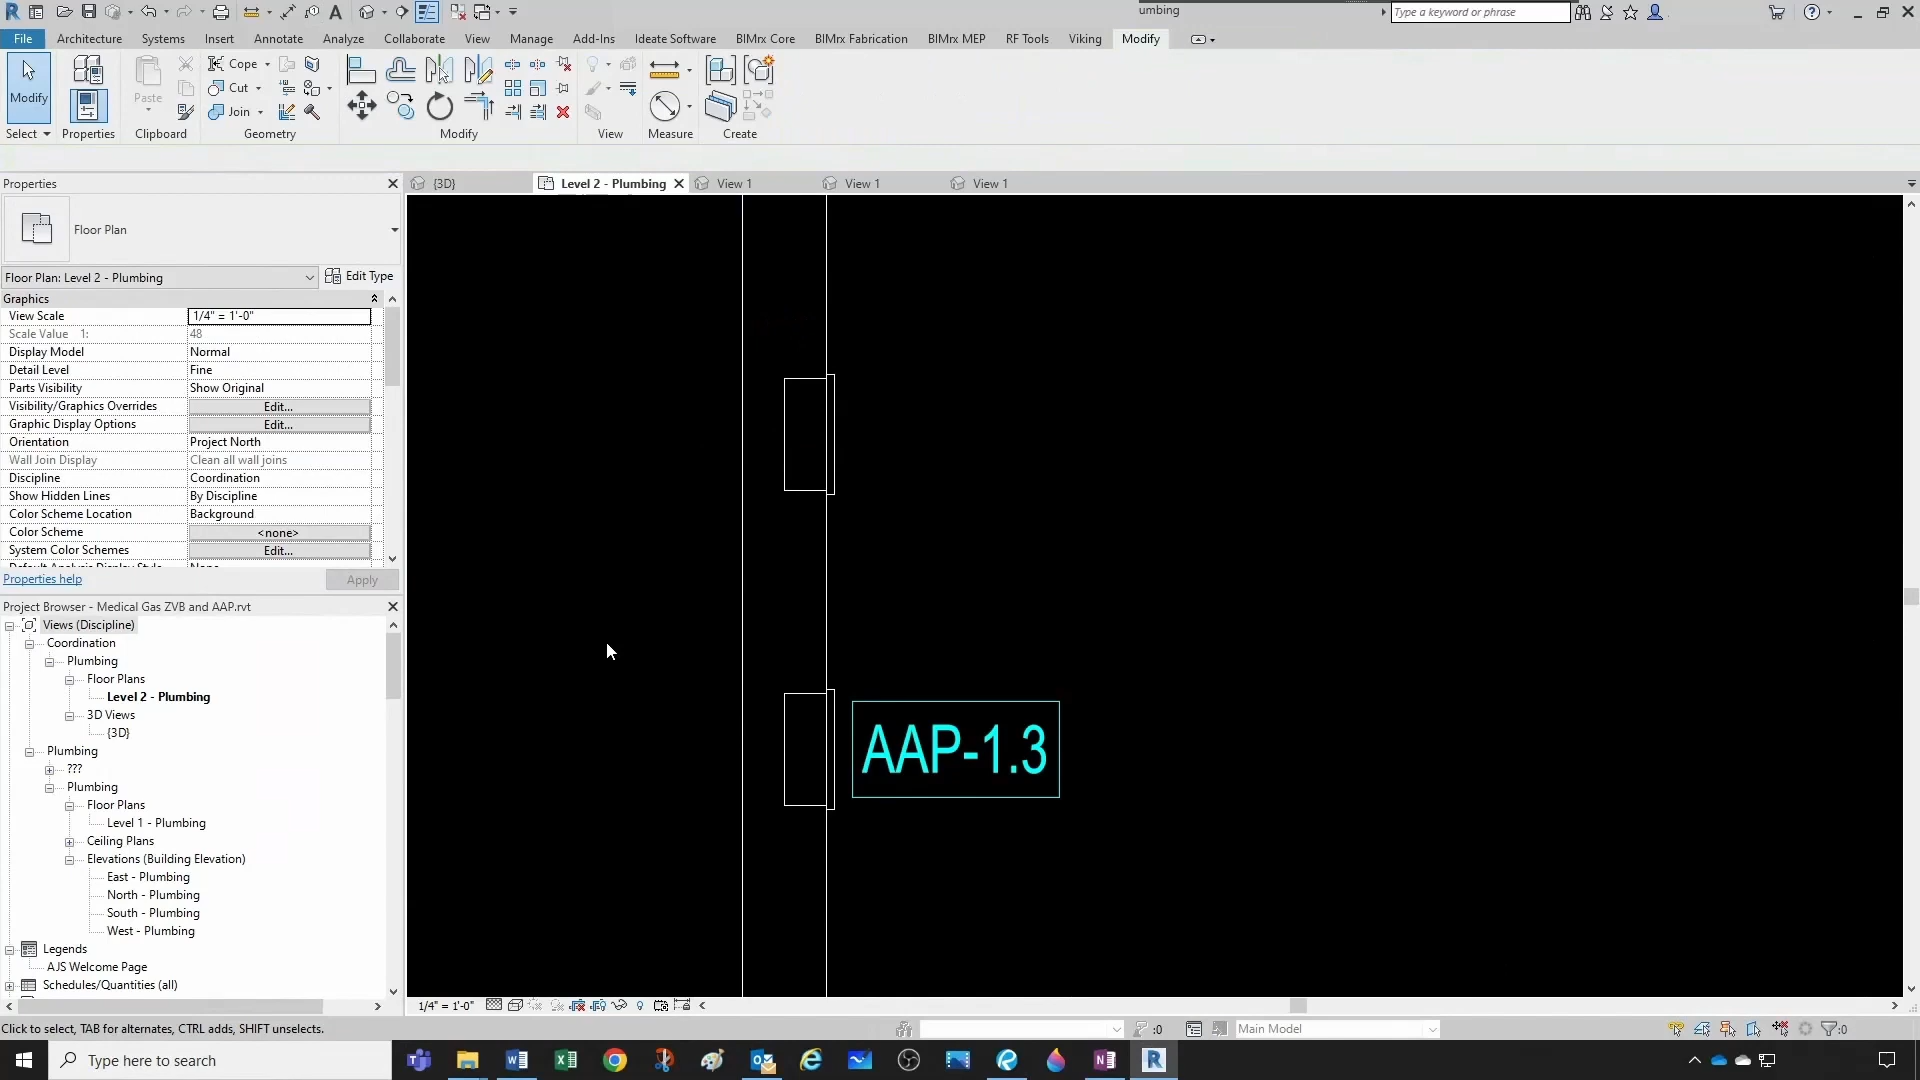 umbing
Type a keyword or phrase
File Architecture Systems Insert Annotate Analyze Collaborate View Manage Add-Ins Ideate Software BIMrx Core BIMrx Fabrication BIMrx MEP RF Tools Viking Modify
Modify
Paste
Cope
Cut
Join
Select Properties Clipboard Geometry Modify View Measure Create
Properties
{3D} Level 2 - Plumbing View 1 View 1 View 1
Floor Plan
Floor Plan: Level 2 - Plumbing Edit Type
Graphics
View Scale 1/4" = 1'-0"
Scale Value 1: 48
Display Model Normal
Detail Level Fine
Parts Visibility Show Original
Visibility/Graphics Overrides Edit...
Graphic Display Options Edit...
Orientation Project North
Wall Join Display Clean all wall joins
Discipline Coordination
Show Hidden Lines By Discipline
Color Scheme Location Background
Color Scheme <none>
System Color Schemes Edit...
Default Analysis Display Style None
Properties help Apply
Project Browser - Medical Gas ZVB and AAP.rvt
Views (Discipline)
Coordination
Plumbing
Floor Plans
Level 2 - Plumbing
3D Views
{3D}
Plumbing
???
Plumbing
Floor Plans
Level 1 - Plumbing
Ceiling Plans
Elevations (Building Elevation)
East - Plumbing
North - Plumbing
South - Plumbing
West - Plumbing
Legends
AJS Welcome Page
Schedules/Quantities (all)
AAP-1.3
1/4" = 1'-0"
Click to select, TAB for alternates, CTRL adds, SHIFT unselects.
:0
Main Model
:0
Type here to search